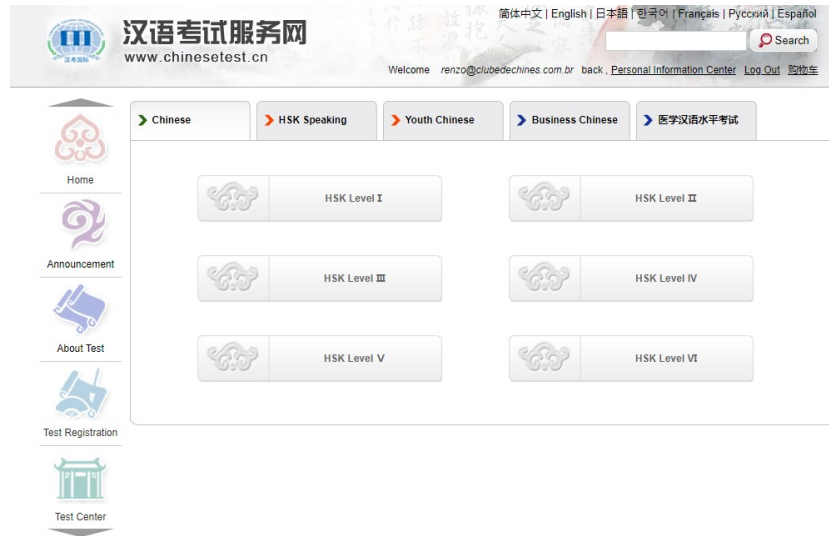 简体中文 | English | 日本語 | 한국어 | Français | Русский | Español
汉语考试服务网
www.chinesetest.cn
汉考国际
Search
Welcome renzo@clubedechines.com.br back , Personal Information Center Log Out 购物车
Chinese HSK Speaking Youth Chinese Business Chinese 医学汉语水平考试
Home
Announcement
About Test
Test Registration
Test Center
HSK Level Ⅰ HSK Level Ⅱ
HSK Level Ⅲ HSK Level Ⅳ
HSK Level Ⅴ HSK Level Ⅵ